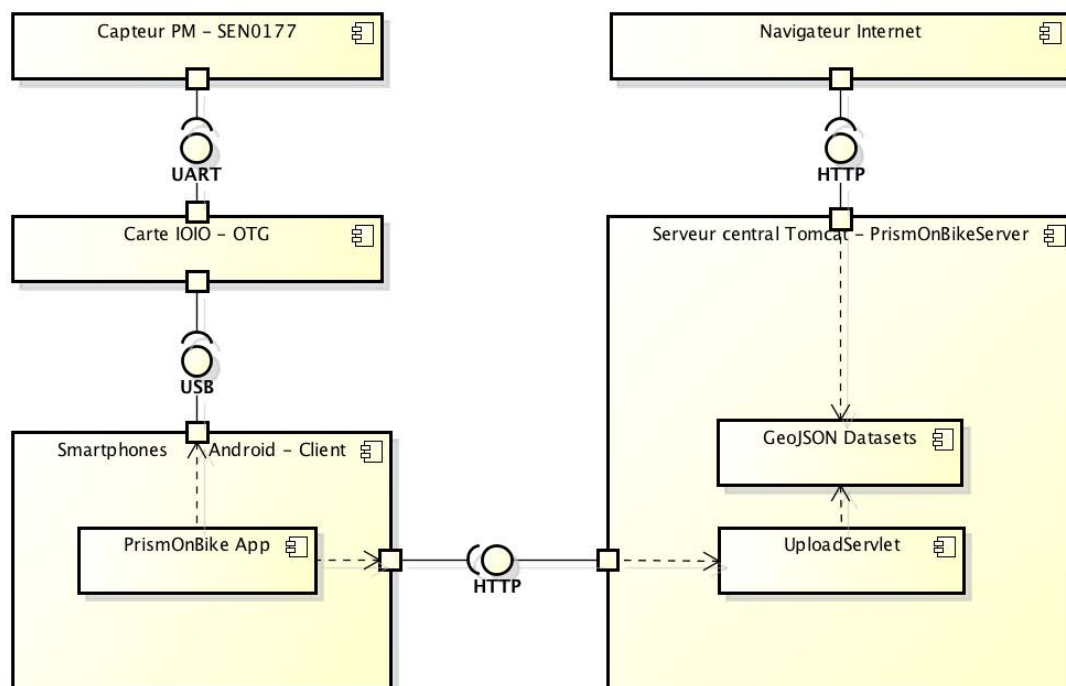 Capteur PM – SEN0177
Navigateur Internet
UART
HTTP
Carte IOIO – OTG
Serveur central Tomcat – PrismOnBikeServer
USB
GeoJSON Datasets
Smartphones Android – Client
PrismOnBike App
UploadServlet
HTTP